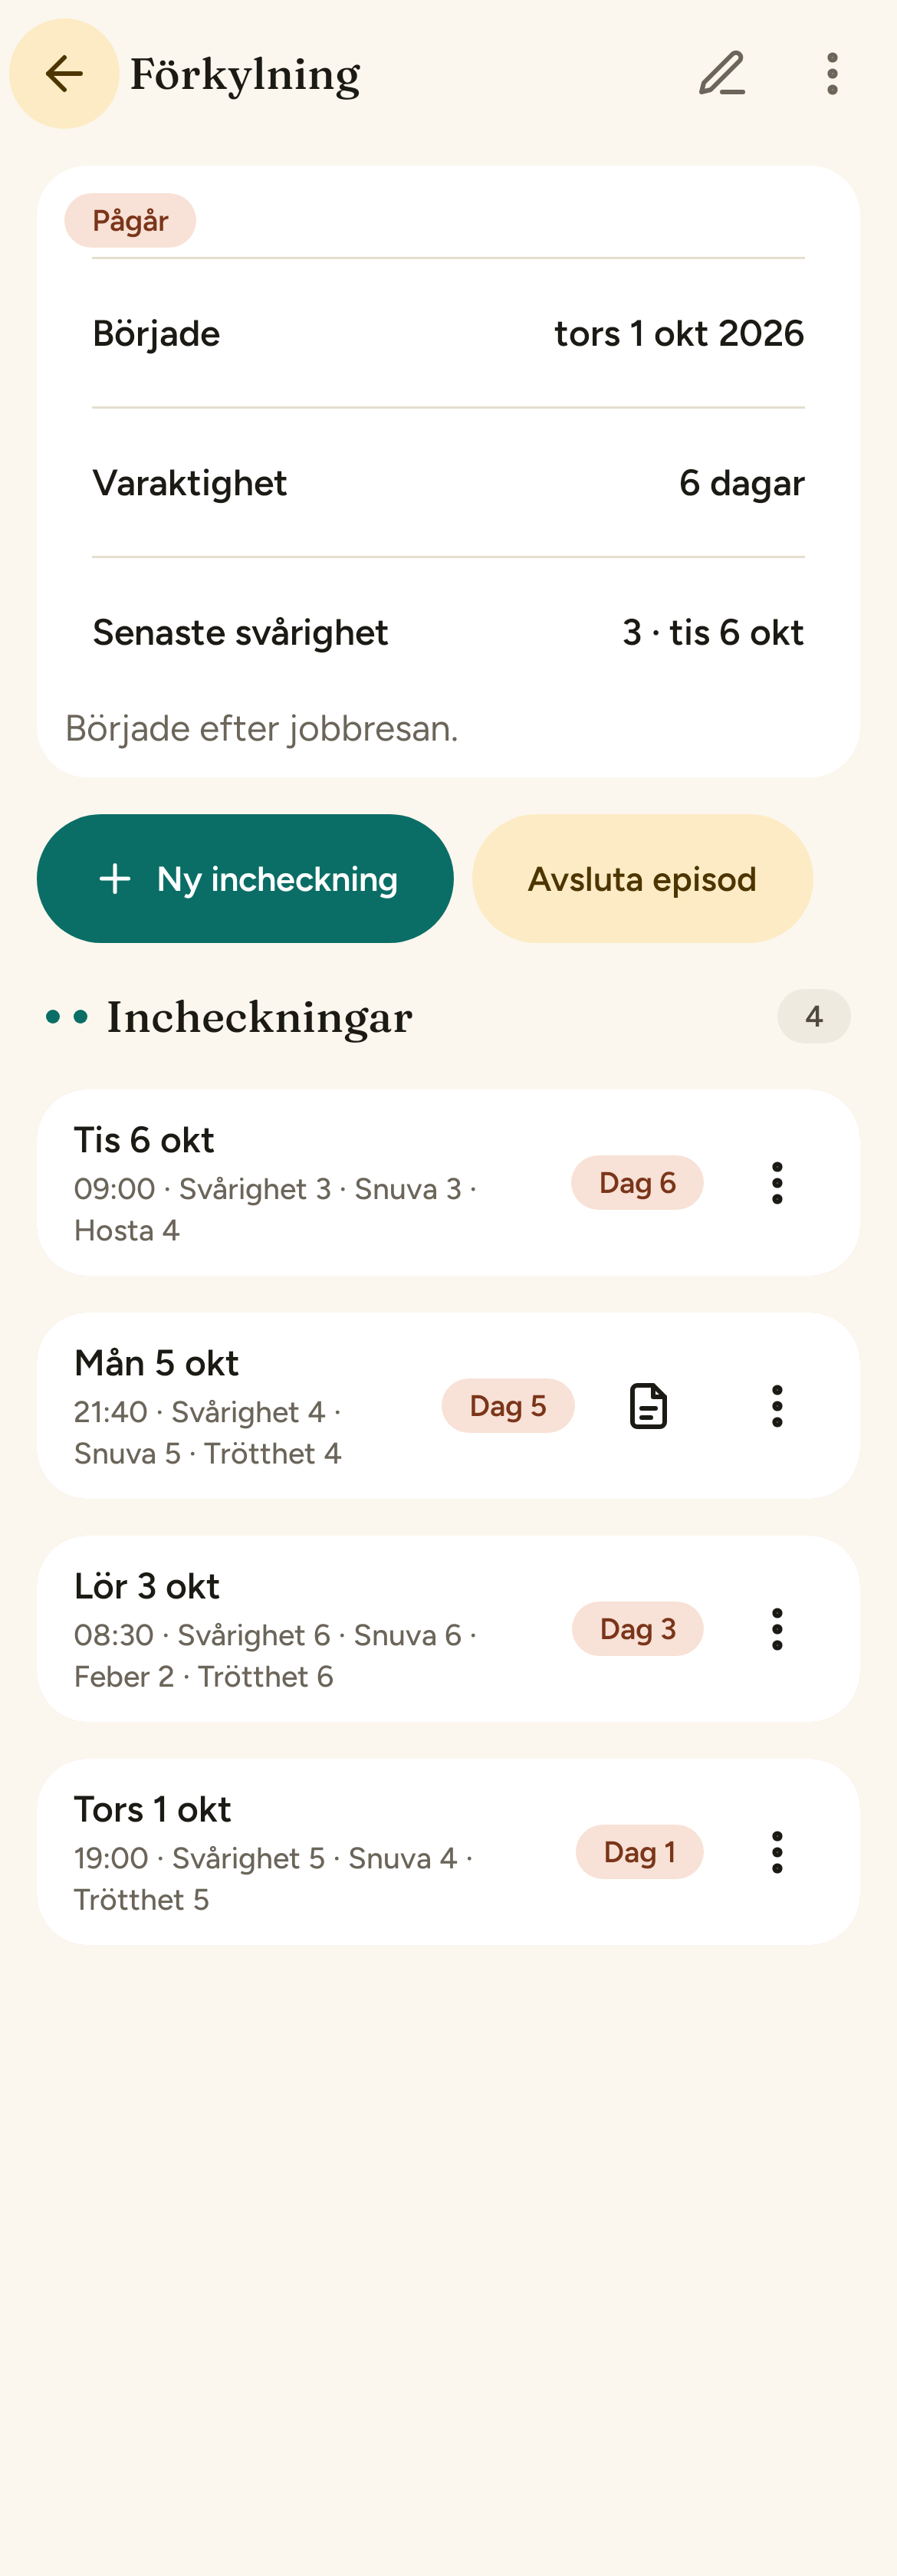 Förkylning
Pågår
Började tors 1 okt 2026
Varaktighet 6 dagar
Senaste svårighet 3 · tis 6 okt
Började efter jobbresan.
Ny incheckning Avsluta episod
Incheckningar 4
Tis 6 okt
09:00 · Svårighet 3 · Snuva 3 ·
Hosta 4
Dag 6
Mån 5 okt
21:40 · Svårighet 4 ·
Snuva 5 · Trötthet 4
Dag 5
Lör 3 okt
08:30 · Svårighet 6 · Snuva 6 ·
Feber 2 · Trötthet 6
Dag 3
Tors 1 okt
19:00 · Svårighet 5 · Snuva 4 ·
Trötthet 5
Dag 1